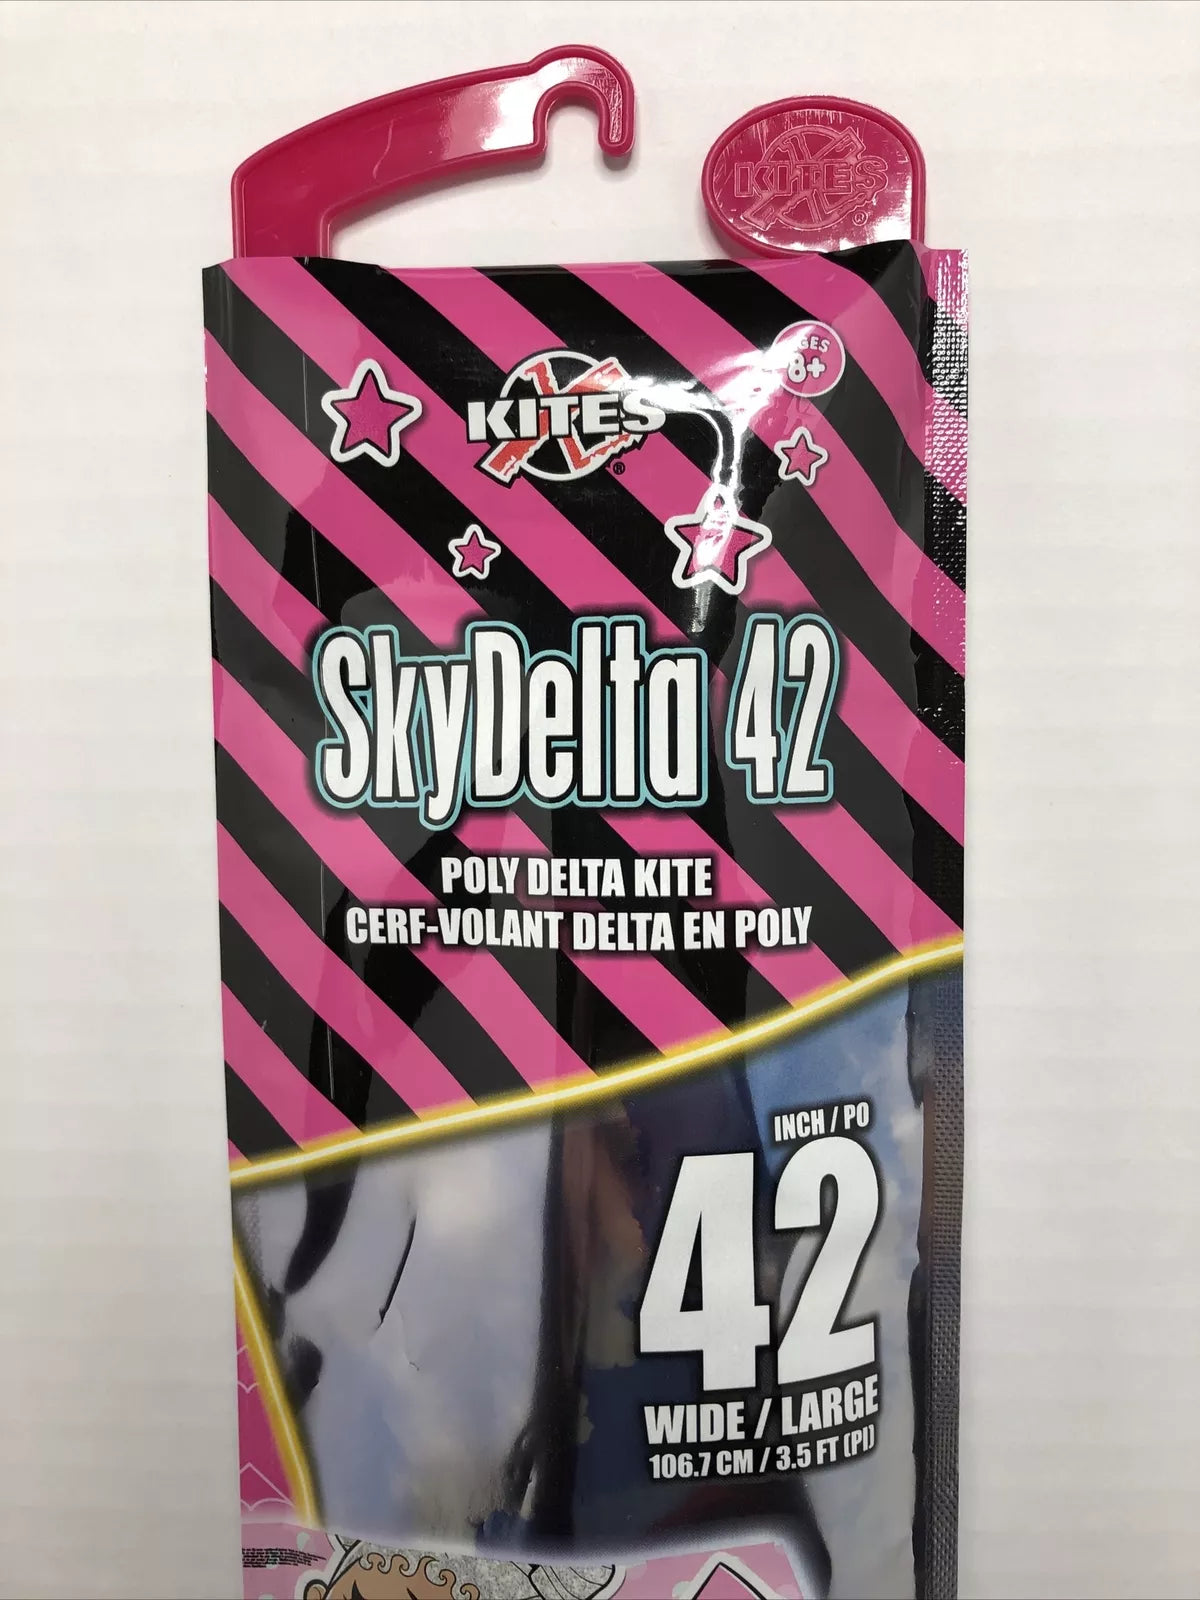 KITES
®
AGES
8+
X
KITES
®
SkyDelta 42
POLY DELTA KITE
CERF-VOLANT DELTA EN POLY
INCH / PO
42
WIDE / LARGE
106.7 CM / 3.5 FT (PI)